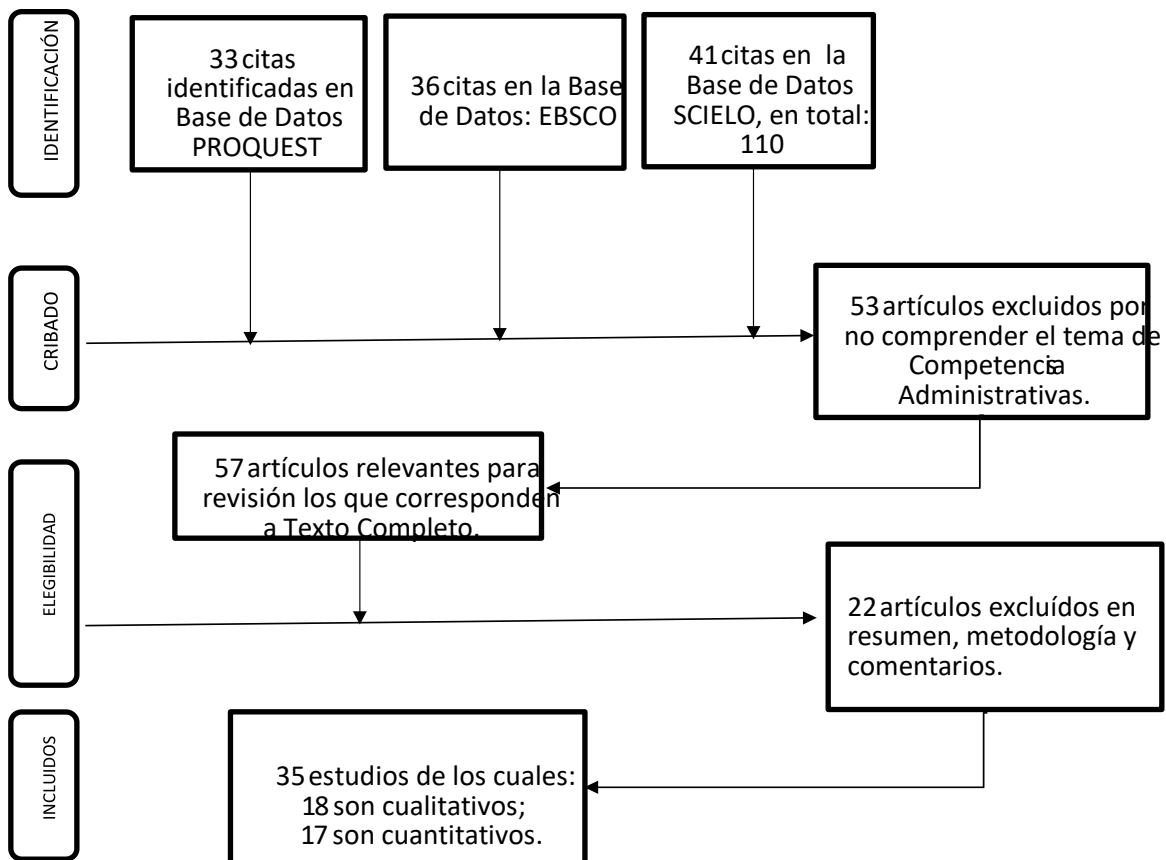 IDENTIFICACIÓN
33 citas
identificadas en
Base de Datos
PROQUEST
36 citas en la Base
de Datos: EBSCO
41 citas en la
Base de Datos
SCIELO, en total:
110
CRIBADO
53 artículos excluidos por
no comprender el tema de
Competencia
Administrativas.
57 artículos relevantes para
revisión los que corresponden
a Texto Completo.
ELEGIBILIDAD
22 artículos excluídos en
resumen, metodología y
comentarios.
INCLUIDOS
35 estudios de los cuales:
18 son cualitativos;
17 son cuantitativos.